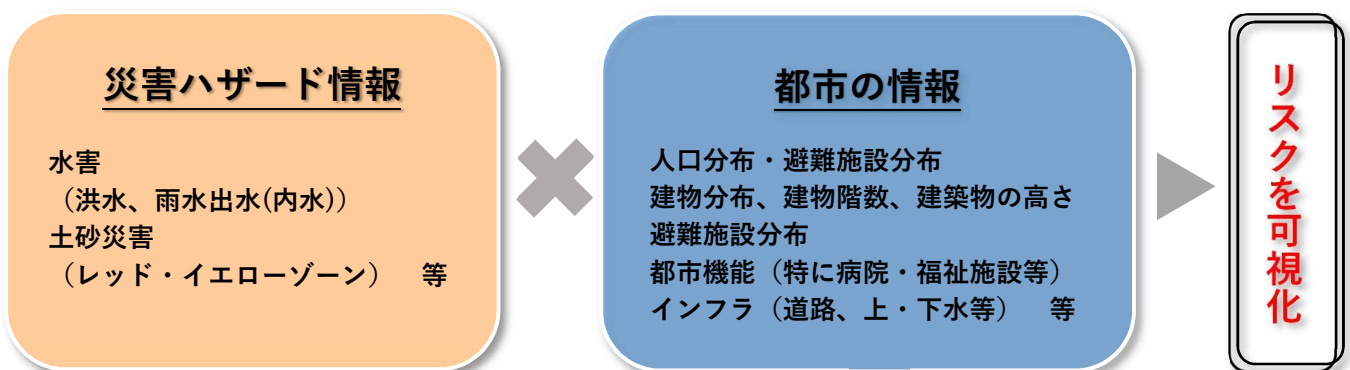 災害ハザード情報
水害
（洪水、雨水出水(内水)）
土砂災害
（レッド・イエローゾーン）　等
都市の情報
人口分布・避難施設分布
建物分布、建物階数、建築物の高さ
避難施設分布
都市機能（特に病院・福祉施設等）
インフラ（道路、上・下水等）　等
リスクを可視化